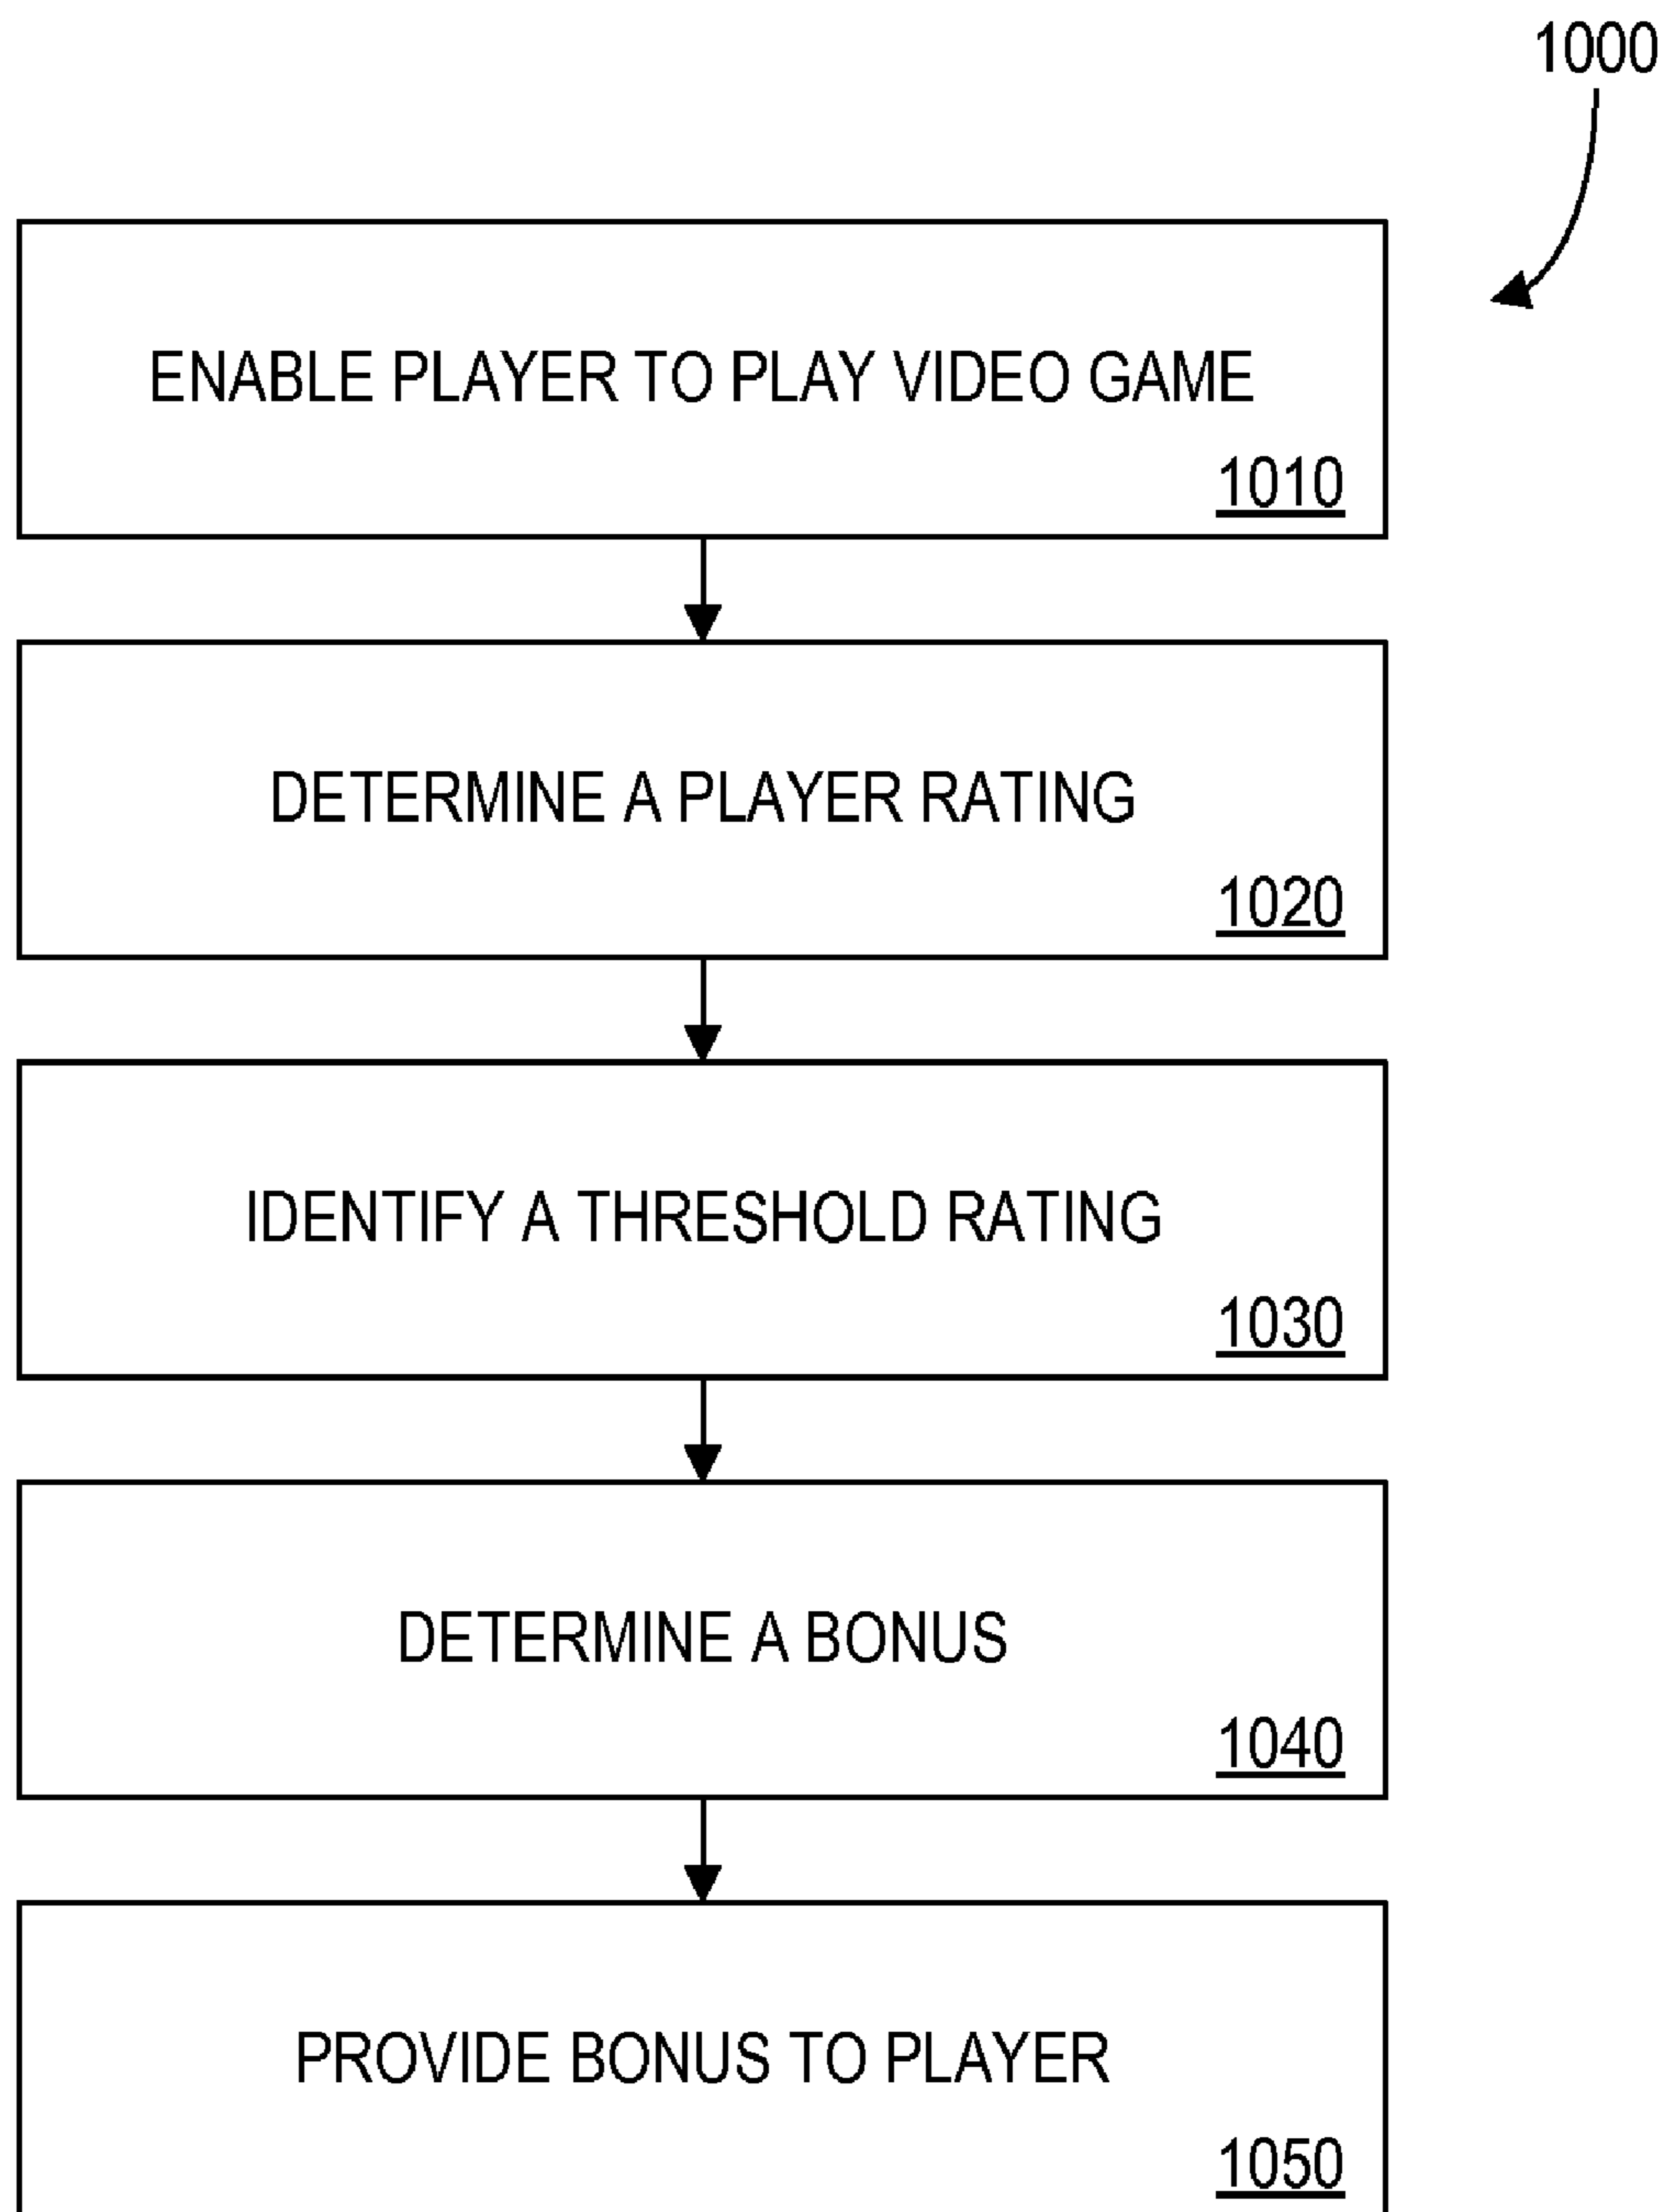 1000
ENABLE PLAYER TO PLAY VIDEO GAME
1010
DETERMINE A PLAYER RATING
1020
IDENTIFY A THRESHOLD RATING
1030
DETERMINE A BONUS
1040
PROVIDE BONUS TO PLAYER
1050